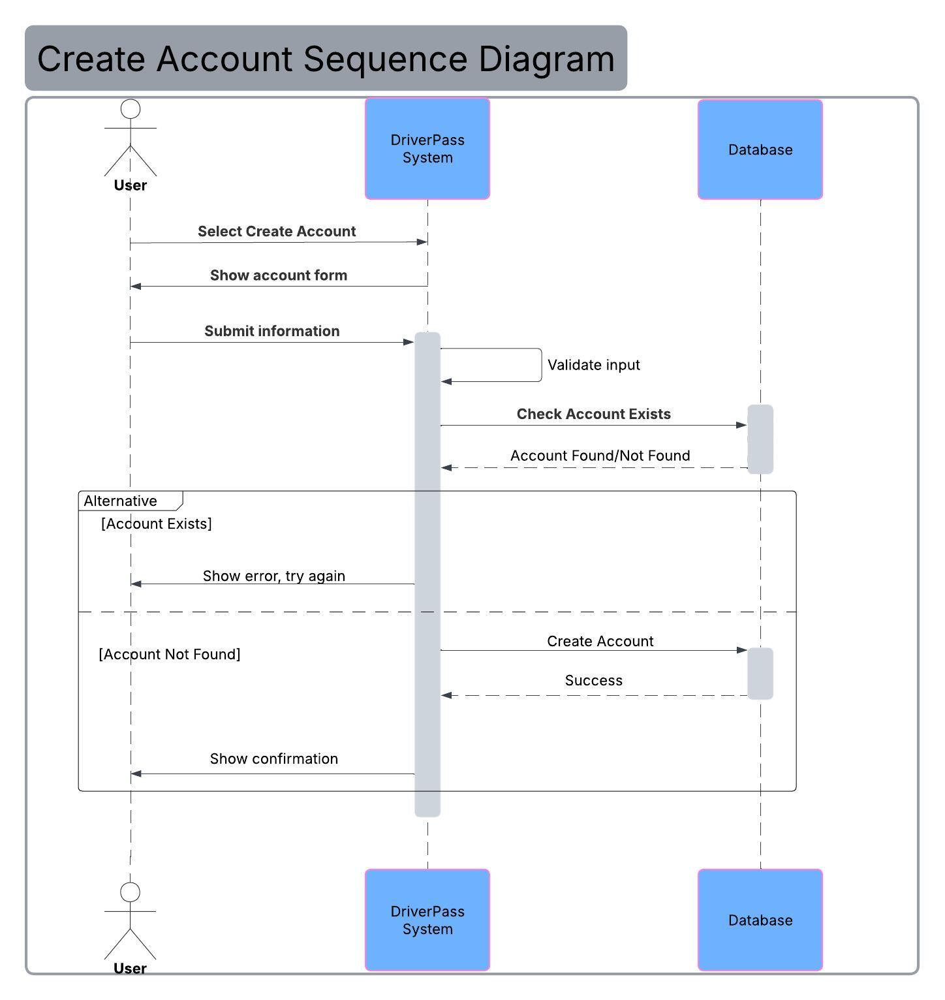 Create Account Sequence Diagram
User
DriverPass
System
Database
Select Create Account
Show account form
Submit information
Validate input
Check Account Exists
Account Found/Not Found
Alternative
[Account Exists]
Show error, try again
Create Account
[Account Not Found]
Success
Show confirmation
User
DriverPass
System
Database